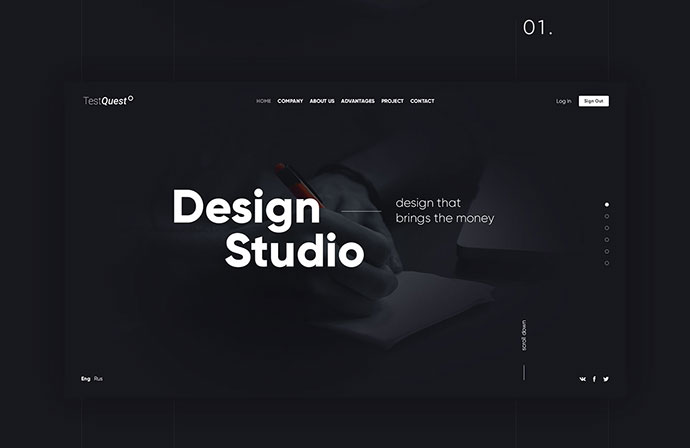 01.
TestQuest
HOME COMPANY ABOUT US ADVANTAGES PROJECT CONTACT
Log In Sign Out
Design
Studio
design that
brings the money
scroll down
Eng Rus